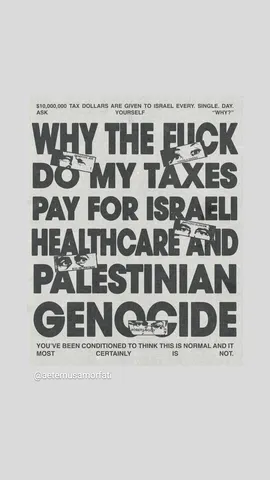 $10,000,000 TAX DOLLARS ARE GIVEN TO ISRAEL EVERY. SINGLE. DAY.
ASK YOURSELF "WHY?"
WHY THE FUCK
DO MY TAXES
PAY FOR ISRAELI
HEALTHCARE AND
PALESTINIAN
GENOCIDE
YOU'VE BEEN CONDITIONED TO THINK THIS IS NORMAL AND IT
MOST CERTAINLY IS NOT.